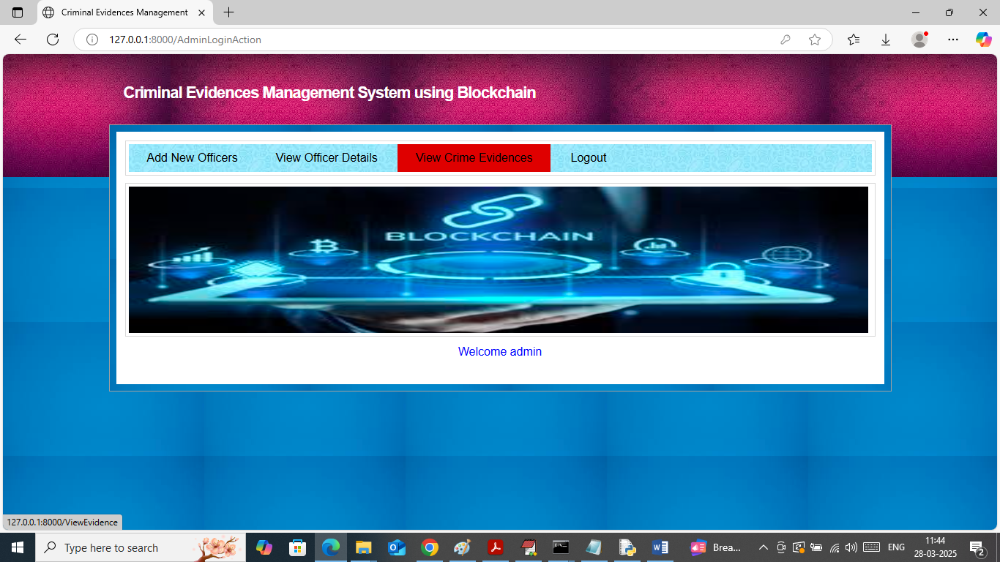 Criminal Evidences Management
127.0.0.1:8000/AdminLoginAction
Criminal Evidences Management System using Blockchain
Add New Officers View Officer Details View Crime Evidences Logout
BLOCKCHAIN
Welcome admin
127.0.0.1:8000/ViewEvidence
Type here to search
Brea...
ENG
11:44
28-03-2025
2